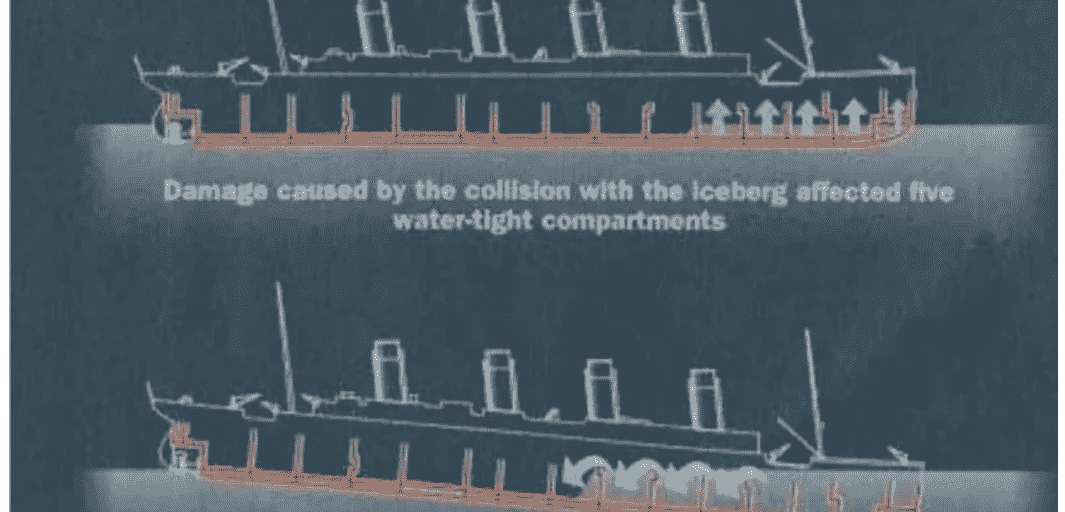 Damage caused by the collision with the iceberg affected five
water-tight compartments